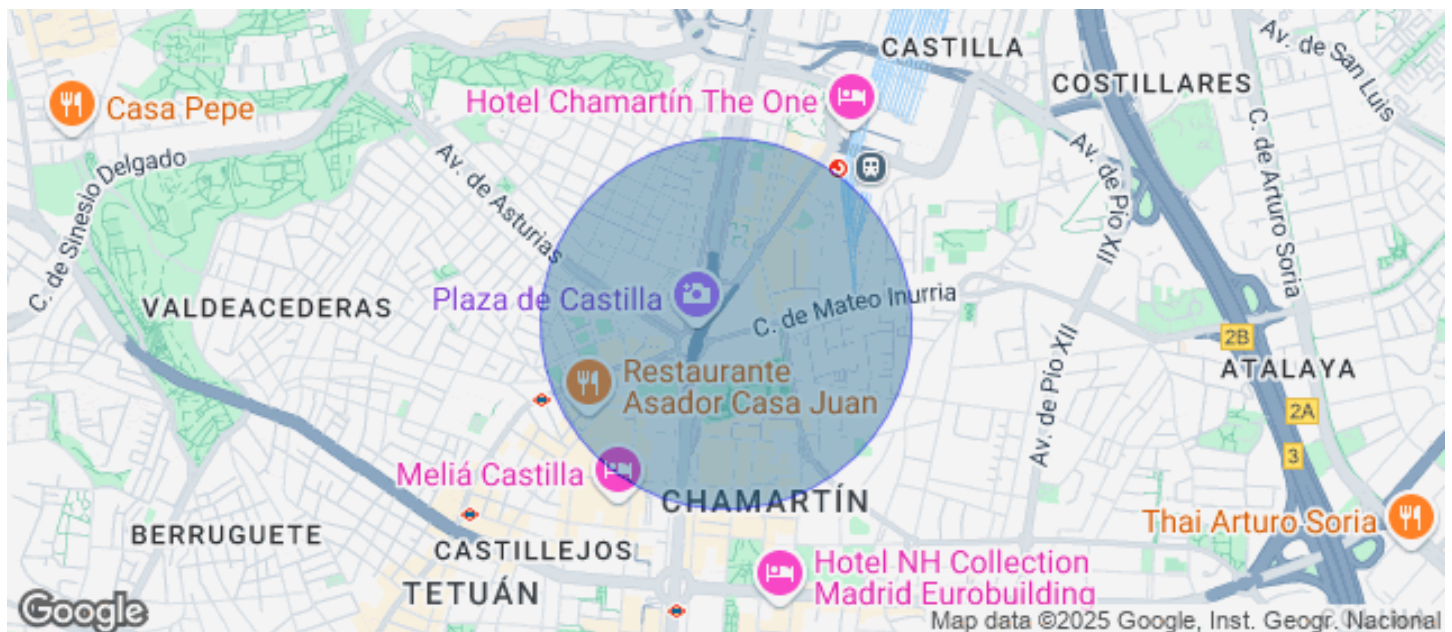 CASTILLA
Av. de San Luis
COSTILLARES
Hotel Chamartín The One
Casa Pepe
C. de Sinesio Delgado
Av. de Asturias
Av. de Pío XII
C. de Arturo Soria
VALDEACEDERAS
Plaza de Castilla
C. de Mateo Inurria
2B
ATALAYA
Restaurante
Asador Casa Juan
Av. de Pío XII
2A
3
Meliá Castilla
CHAMARTÍN
Thai Arturo Soria
BERRUGUETE
CASTILLEJOS
TETUÁN
Hotel NH Collection
Madrid Eurobuilding
Google
Map data ©2025 Google, Inst. Geogr. Nacional